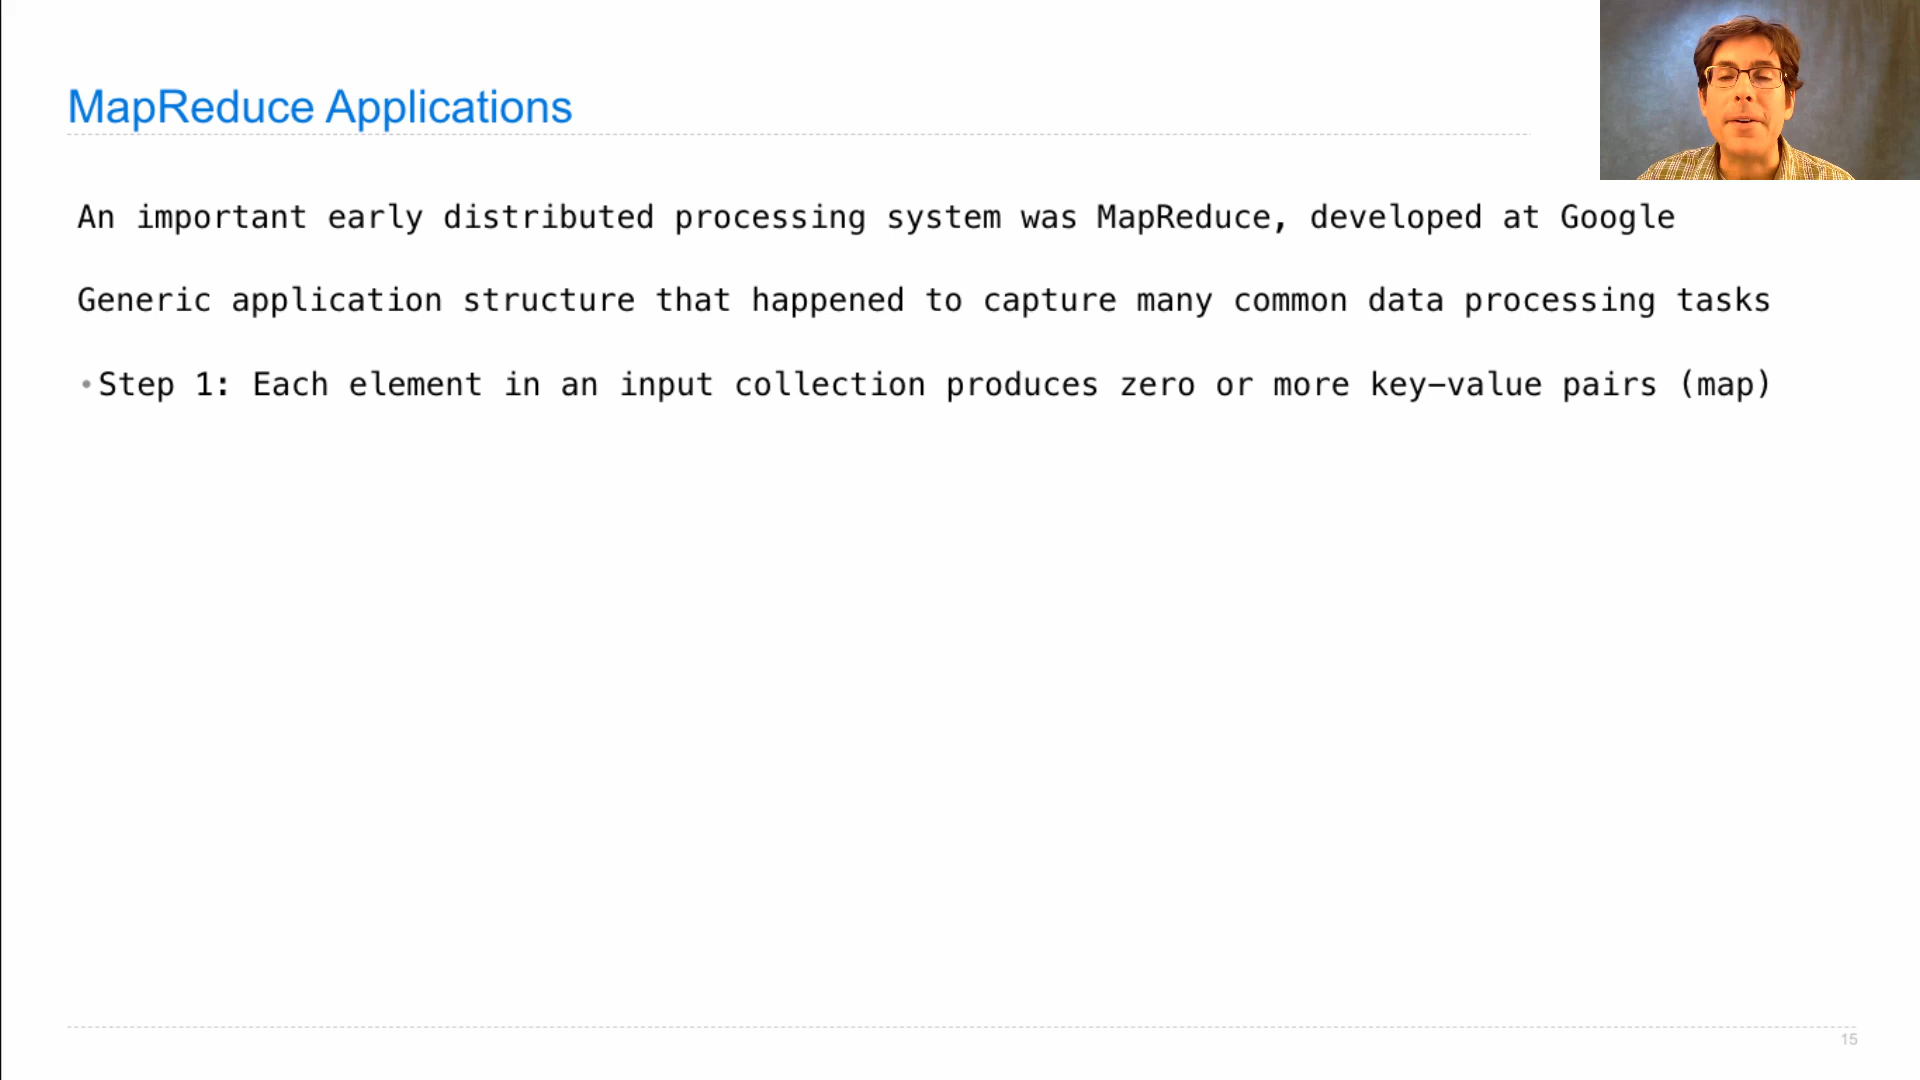 MapReduce Applications
An important early distributed processing system was MapReduce, developed at Google
Generic application structure that happened to capture many common data processing tasks
•Step 1: Each element in an input collection produces zero or more key-value pairs (map)
15